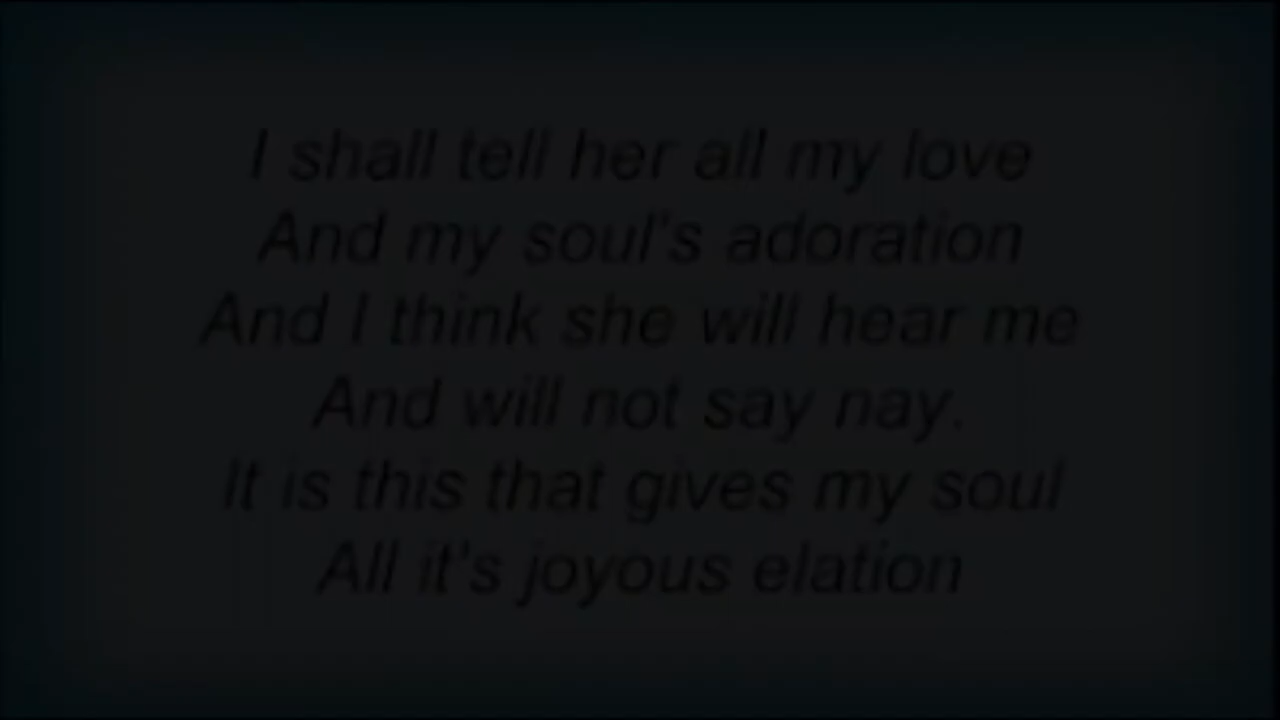 I shall tell her all my love
And my soul's adoration
And I think she will hear me
And will not say nay.
It is this that gives my soul
All it's joyous elation